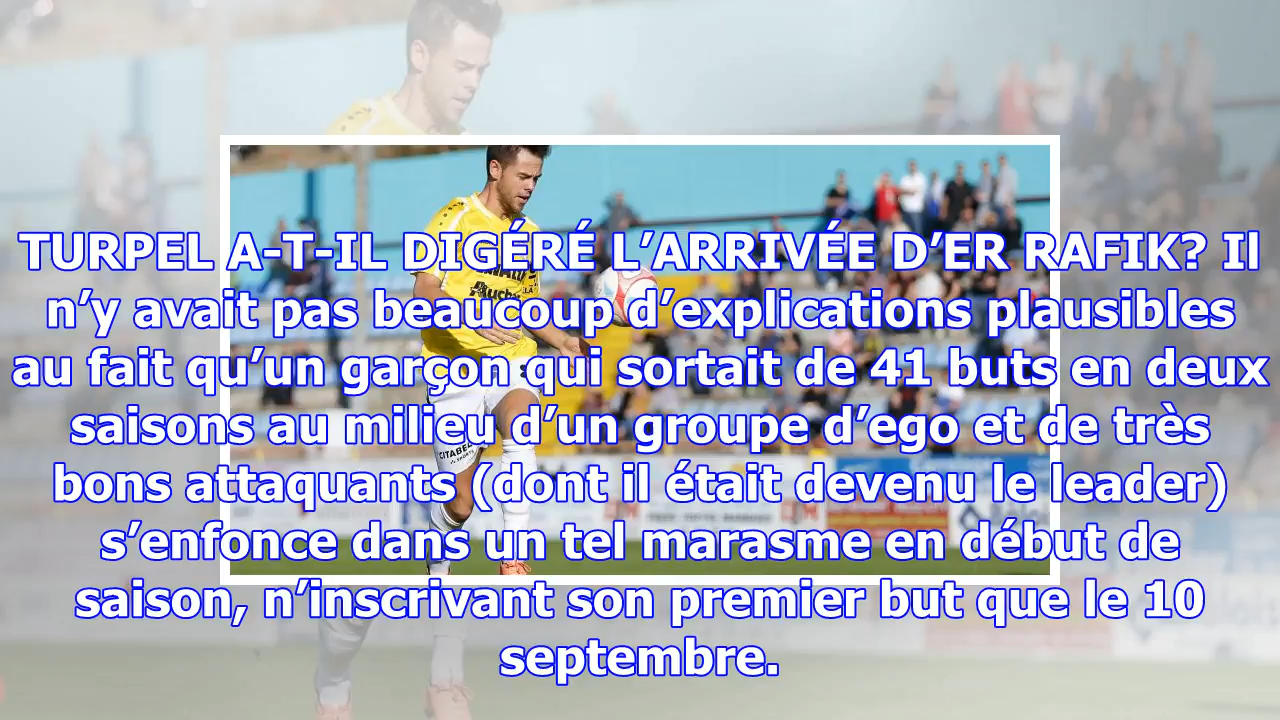 TURPEL A-T-IL DIGÉRÉ L’ARRIVÉE D’ER RAFIK? Il
n’y avait pas beaucoup d’explications plausibles
au fait qu’un garçon qui sortait de 41 buts en deux
saisons au milieu d’un groupe d’ego et de très
bons attaquants (dont il était devenu le leader)
s’enfonce dans un tel marasme en début de
saison, n’inscrivant son premier but que le 10
septembre.